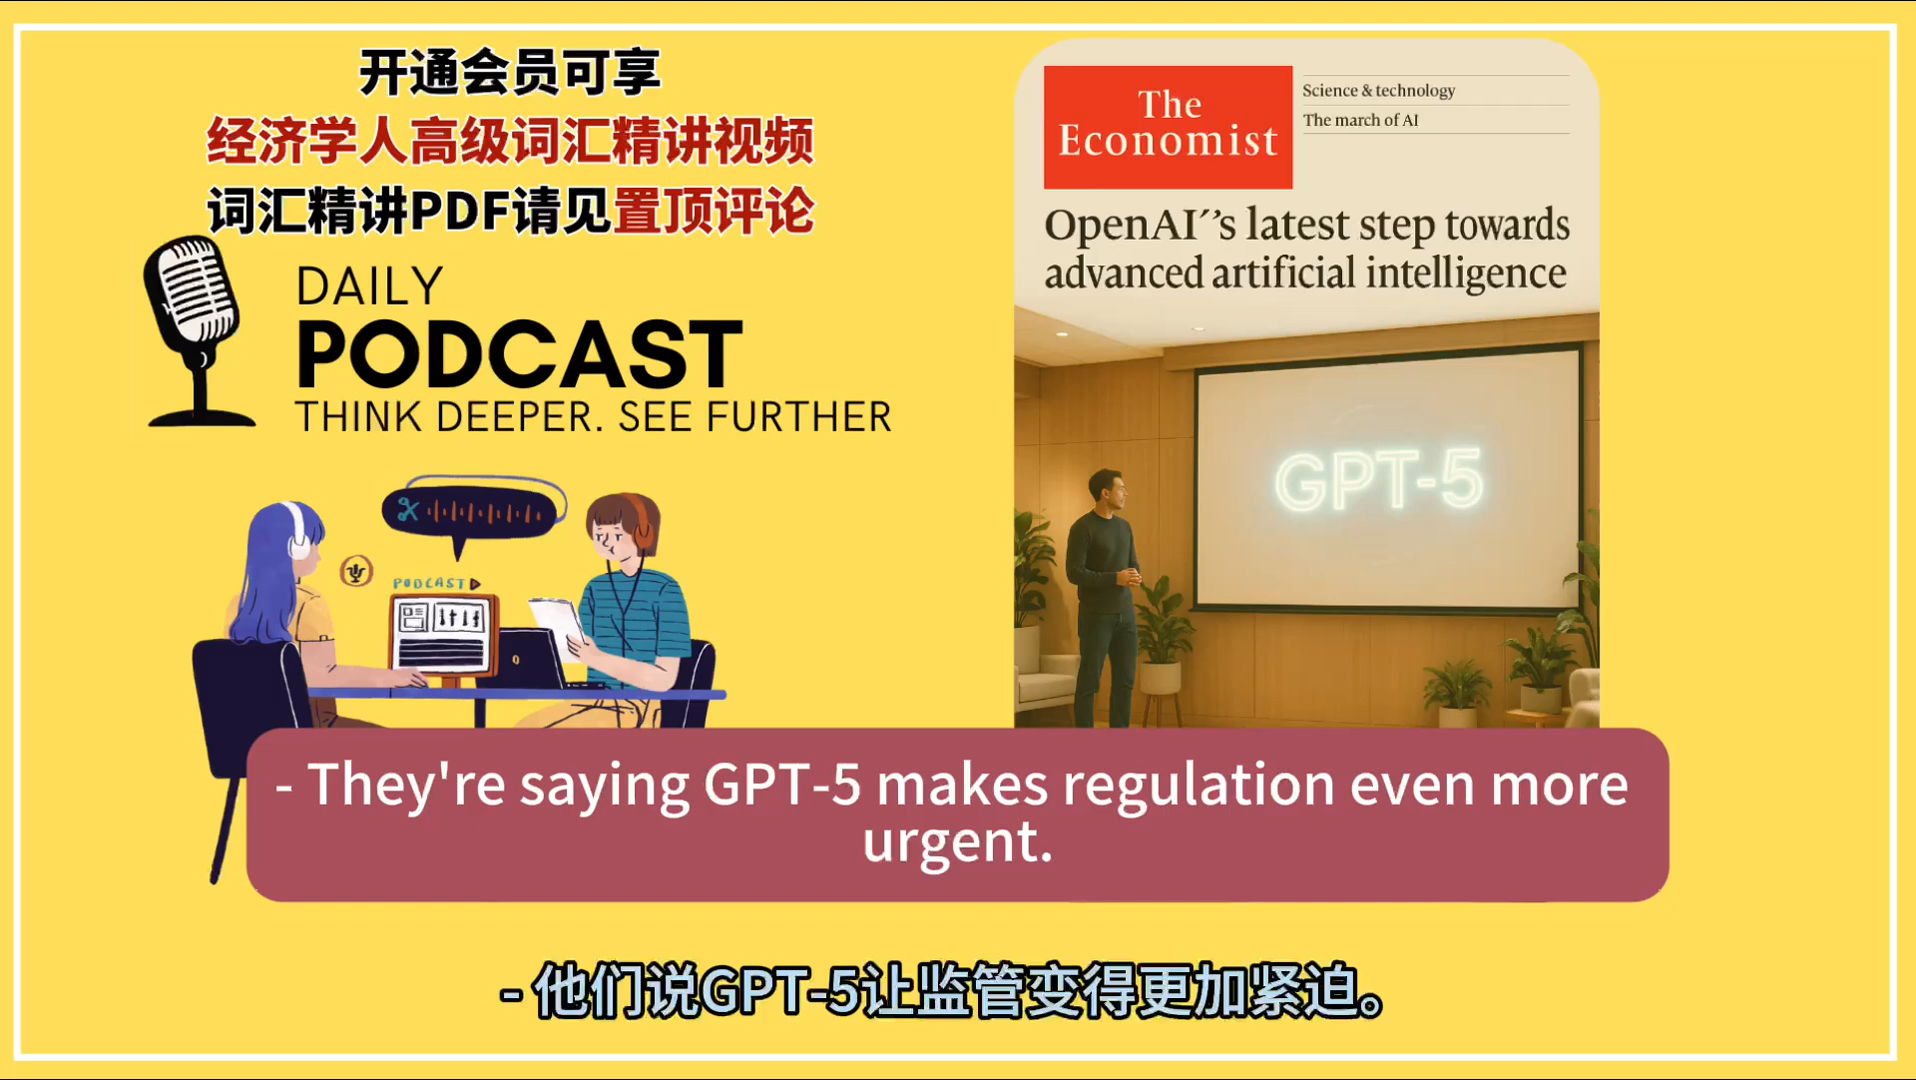 开通会员可享
经济学人高级词汇精讲视频
词汇精讲PDF请见置顶评论
DAILY
PODCAST
THINK DEEPER. SEE FURTHER
PODCAST
The
Economist
Science & technology
The march of AI
OpenAI´’s latest step towards
advanced artificial intelligence
GPT-5
- They're saying GPT-5 makes regulation even more
urgent.
- 他们说GPT-5让监管变得更加紧迫。